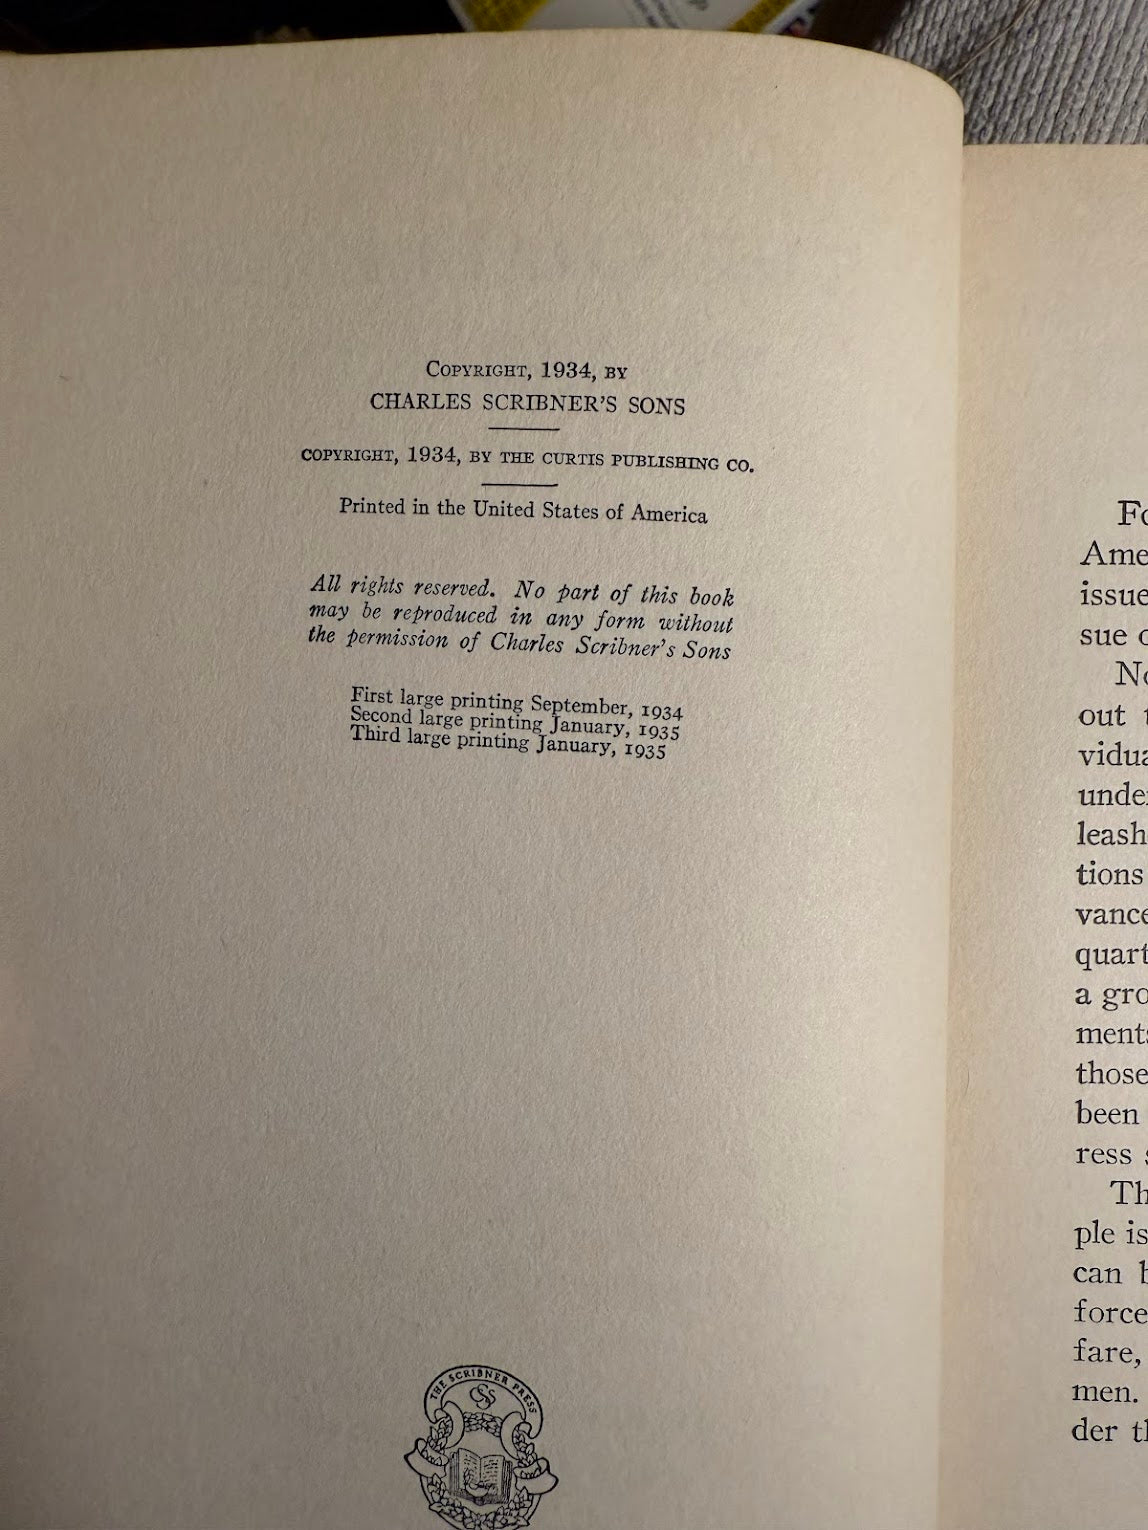 COPYRIGHT, 1934, BY
CHARLES SCRIBNER'S SONS
COPYRIGHT, 1934, BY THE CURTIS PUBLISHING CO.
Printed in the United States of America
All rights reserved. No part of this book
may be reproduced in any form without
the permission of Charles Scribner's Sons
First large printing September, 1934
Second large printing January, 1935
Third large printing January, 1935
THE SCRIBNER PRESS
CSS
Fo
Ame
issue
sue o
No
out t
vidua
under
leash
tions
vance
quart
a gro
ments
those
been
ress s
Th
ple is
can b
force
fare,
men.
der th